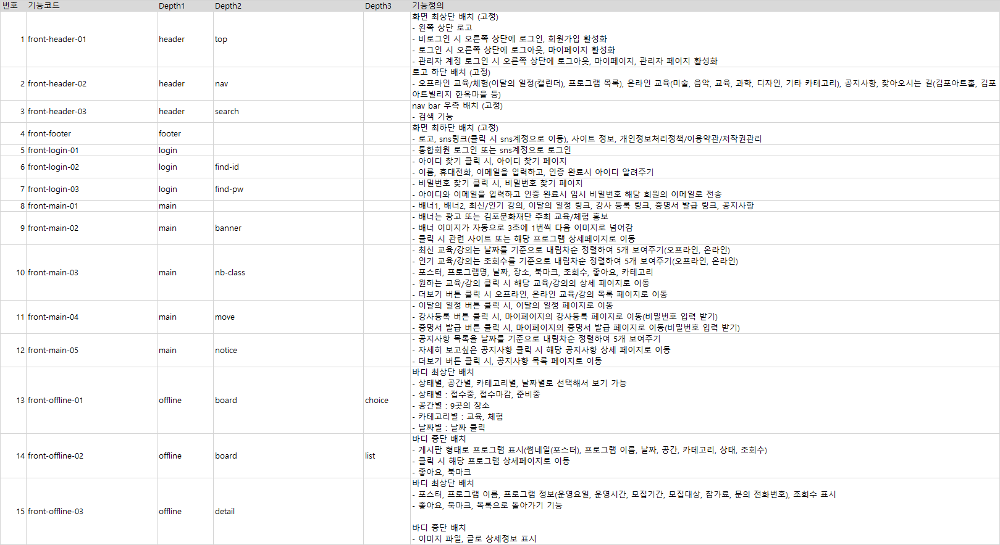 번호 기능코드 Depth1 Depth2 Depth3 기능정의
1 front-header-01 header top
화면 최상단 배치 (고정)
- 왼쪽 상단 로고
- 비로그인 시 오른쪽 상단에 로그인, 회원가입 활성화
- 로그인 시 오른쪽 상단에 로그아웃, 마이페이지 활성화
- 관리자 계정 로그인 시 오른쪽 상단에 로그아웃, 마이페이지, 관리자 페이지 활성화
2 front-header-02 header nav
로고 하단 배치 (고정)
- 오프라인 교육/체험(이달의 일정(캘린더), 프로그램 목록), 온라인 교육(미술, 음악, 교육, 과학, 디자인, 기타 카테고리), 공지사항, 찾아오시는 길(김포아트홀, 김포
아트빌리지 한옥마을 등)
3 front-header-03 header search
nav bar 우측 배치 (고정)
- 검색 기능
4 front-footer footer
화면 최하단 배치 (고정)
- 로고, sns링크(클릭 시 sns계정으로 이동), 사이트 정보, 개인정보처리정책/이용약관/저작권관리
5 front-login-01 login
- 통합회원 로그인 또는 sns계정으로 로그인
6 front-login-02 login find-id
- 아이디 찾기 클릭 시, 아이디 찾기 페이지
- 이름, 휴대전화, 이메일을 입력하고, 인증 완료시 아이디 알려주기
7 front-login-03 login find-pw
- 비밀번호 찾기 클릭 시, 비밀번호 찾기 페이지
- 아이디와 이메일을 입력하고 인증 완료시 임시 비밀번호 해당 회원의 이메일로 전송
8 front-main-01 main
- 배너1, 배너2, 최신/인기 강의, 이달의 일정 링크, 강사 등록 링크, 증명서 발급 링크, 공지사항
9 front-main-02 main banner
- 배너는 광고 또는 김포문화재단 주최 교육/체험 홍보
- 배너 이미지가 자동으로 3초에 1번씩 다음 이미지로 넘어감
- 클릭 시 관련 사이트 또는 해당 프로그램 상세페이지로 이동
10 front-main-03 main nb-class
- 최신 교육/강의는 날짜를 기준으로 내림차순 정렬하여 5개 보여주기(오프라인, 온라인)
- 인기 교육/강의는 조회수를 기준으로 내림차순 정렬하여 5개 보여주기(오프라인, 온라인)
- 포스터, 프로그램명, 날짜, 장소, 북마크, 조회수, 좋아요, 카테고리
- 원하는 교육/강의 클릭 시 해당 교육/강의의 상세 페이지로 이동
- 더보기 버튼 클릭 시 오프라인, 온라인 교육/강의 목록 페이지로 이동
11 front-main-04 main move
- 이달의 일정 버튼 클릭 시, 이달의 일정 페이지로 이동
- 강사등록 버튼 클릭 시, 마이페이지의 강사등록 페이지로 이동(비밀번호 입력 받기)
- 증명서 발급 버튼 클릭 시, 마이페이지의 증명서 발급 페이지로 이동(비밀번호 입력 받기)
12 front-main-05 main notice
- 공지사항 목록을 날짜를 기준으로 내림차순 정렬하여 5개 보여주기
- 자세히 보고싶은 공지사항 클릭 시 해당 공지사항 상세 페이지로 이동
- 더보기 버튼 클릭 시, 공지사항 목록 페이지로 이동
13 front-offline-01 offline board choice
바디 최상단 배치
- 상태별, 공간별, 카테고리별, 날짜별로 선택해서 보기 가능
- 상태별 : 접수중, 접수마감, 준비중
- 공간별 : 9곳의 장소
- 카테고리별 : 교육, 체험
- 날짜별 : 날짜 클릭
14 front-offline-02 offline board list
바디 중단 배치
- 게시판 형태로 프로그램 표시(썸네일(포스터), 프로그램 이름, 날짜, 공간, 카테고리, 상태, 조회수)
- 클릭 시 해당 프로그램 상세페이지로 이동
- 좋아요, 북마크
15 front-offline-03 offline detail
바디 최상단 배치
- 포스터, 프로그램 이름, 프로그램 정보(운영요일, 운영시간, 모집기간, 모집대상, 참가료, 문의 전화번호), 조회수 표시
- 좋아요, 북마크, 목록으로 돌아가기 기능
바디 중단 배치
- 이미지 파일, 글로 상세정보 표시